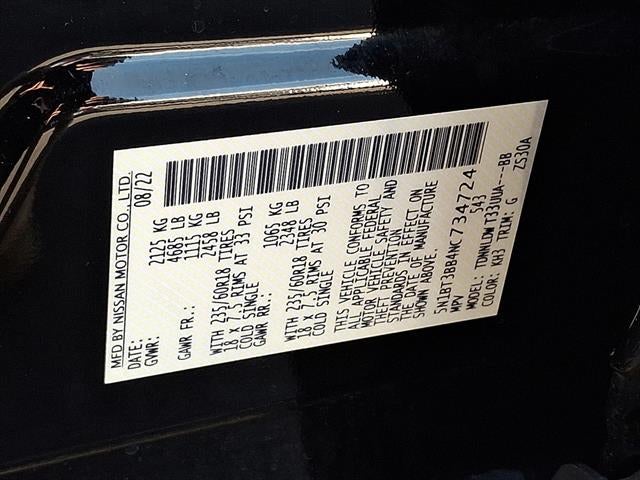 MFD BY NISSAN MOTOR CO., LTD.
DATE: 08/22
GVWR: 2125 KG
4685 LB
GAWR FR.: 1115 KG
2458 LB
WITH 235/60R18 TIRES
18 X 7.5 RIMS AT 33 PSI
COLD SINGLE
GAWR RR.: 1065 KG
2348 LB
WITH 235/60R18 TIRES
18 X 7.5 RIMS AT 30 PSI
COLD SINGLE
THIS VEHICLE CONFORMS TO
ALL APPLICABLE FEDERAL
MOTOR VEHICLE SAFETY AND
THEFT PREVENTION
STANDARDS IN EFFECT ON
THE DATE OF MANUFACTURE
SHOWN ABOVE.
5N1BT3BB4NC734724
MPV 5A3
MODEL: TDNNLDW T33UUA---BB
COLOR: KH3 TRIM: G ZS30A